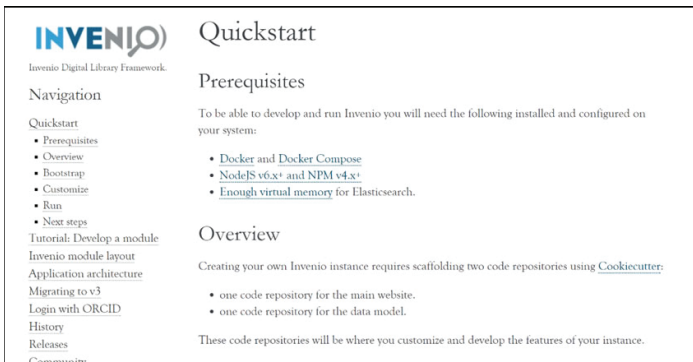 INVENIO
Invenio Digital Library Framework.
Navigation
Quickstart
Prerequisites
Overview
Bootstrap
Customize
Run
Next steps
Tutorial: Develop a module
Invenio module layout
Application architecture
Migrating to v3
Login with ORCID
History
Releases
Community
Quickstart
Prerequisites
To be able to develop and run Invenio you will need the following installed and configured on
your system:
• Docker and Docker Compose
• NodeJS v6.x+ and NPM v4.x+
• Enough virtual memory for Elasticsearch.
Overview
Creating your own Invenio instance requires scaffolding two code repositories using Cookiecutter:
• one code repository for the main website.
• one code repository for the data model.
These code repositories will be where you customize and develop the features of your instance.